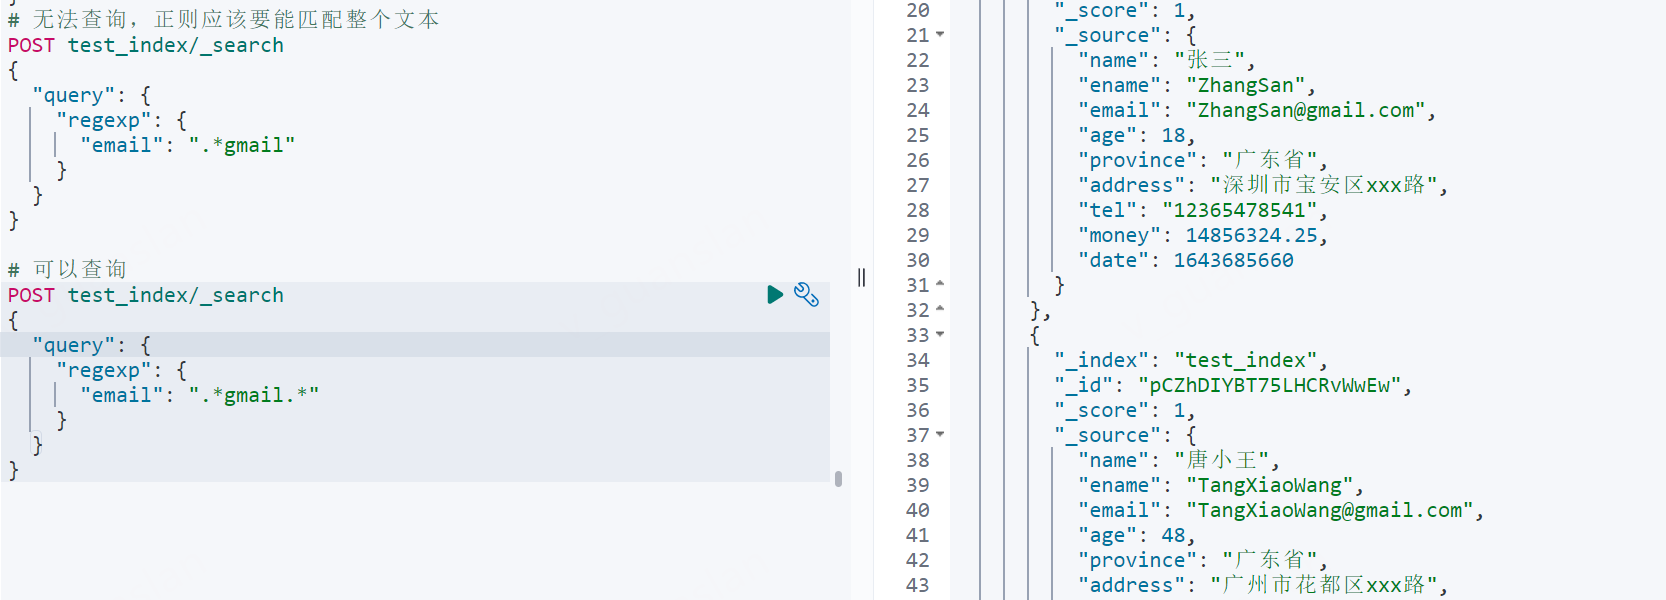 # 无法查询，正则应该要能匹配整个文本
POST test_index/_search
{
  "query": {
    "regexp": {
      "email": ".*gmail"
    }
  }
}

# 可以查询
POST test_index/_search
{
  "query": {
    "regexp": {
      "email": ".*gmail.*"
    }
  }
}
20 "_score": 1,
21 "_source": {
22 "name": "张三",
23 "ename": "ZhangSan",
24 "email": "ZhangSan@gmail.com",
25 "age": 18,
26 "province": "广东省",
27 "address": "深圳市宝安区xxx路",
28 "tel": "12365478541",
29 "money": 14856324.25,
30 "date": 1643685660
31 }
32 },
33 {
34 "_index": "test_index",
35 "_id": "pCZhDIYBT75LHCRvWwEw",
36 "_score": 1,
37 "_source": {
38 "name": "唐小王",
39 "ename": "TangXiaoWang",
40 "email": "TangXiaoWang@gmail.com",
41 "age": 48,
42 "province": "广东省",
43 "address": "广州市花都区xxx路",